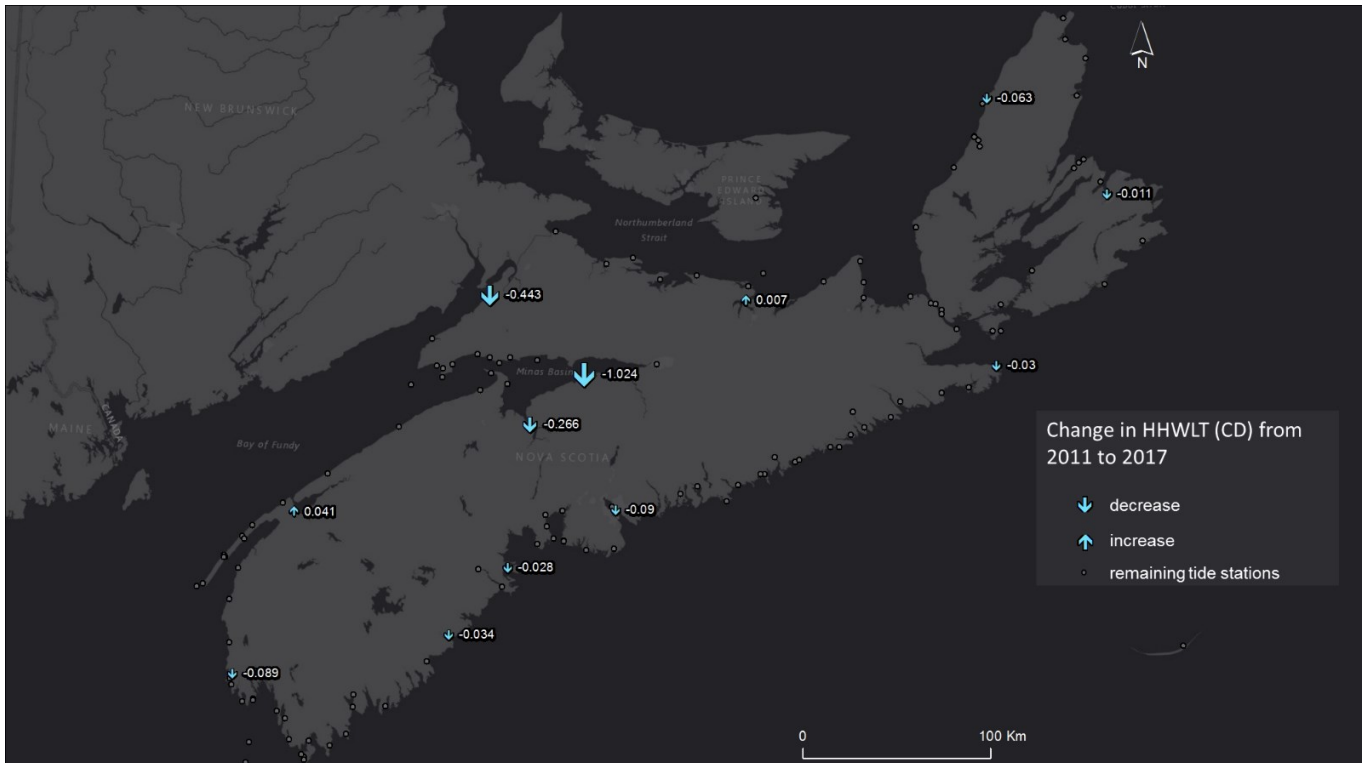 N
-0.063
NEW BRUNSWICK
PRINCE
EDWARD
ISLAND
-0.011
Northumberland
Strait
-0.443
0.007
-0.03
Minas Basin
-1.024
MAINE
CANADA
-0.266
Bay of Fundy
NOVA SCOTIA
Change in HHWLT (CD) from
2011 to 2017
decrease
increase
remaining tide stations
0.041
-0.09
-0.028
-0.034
-0.089
0
100 Km